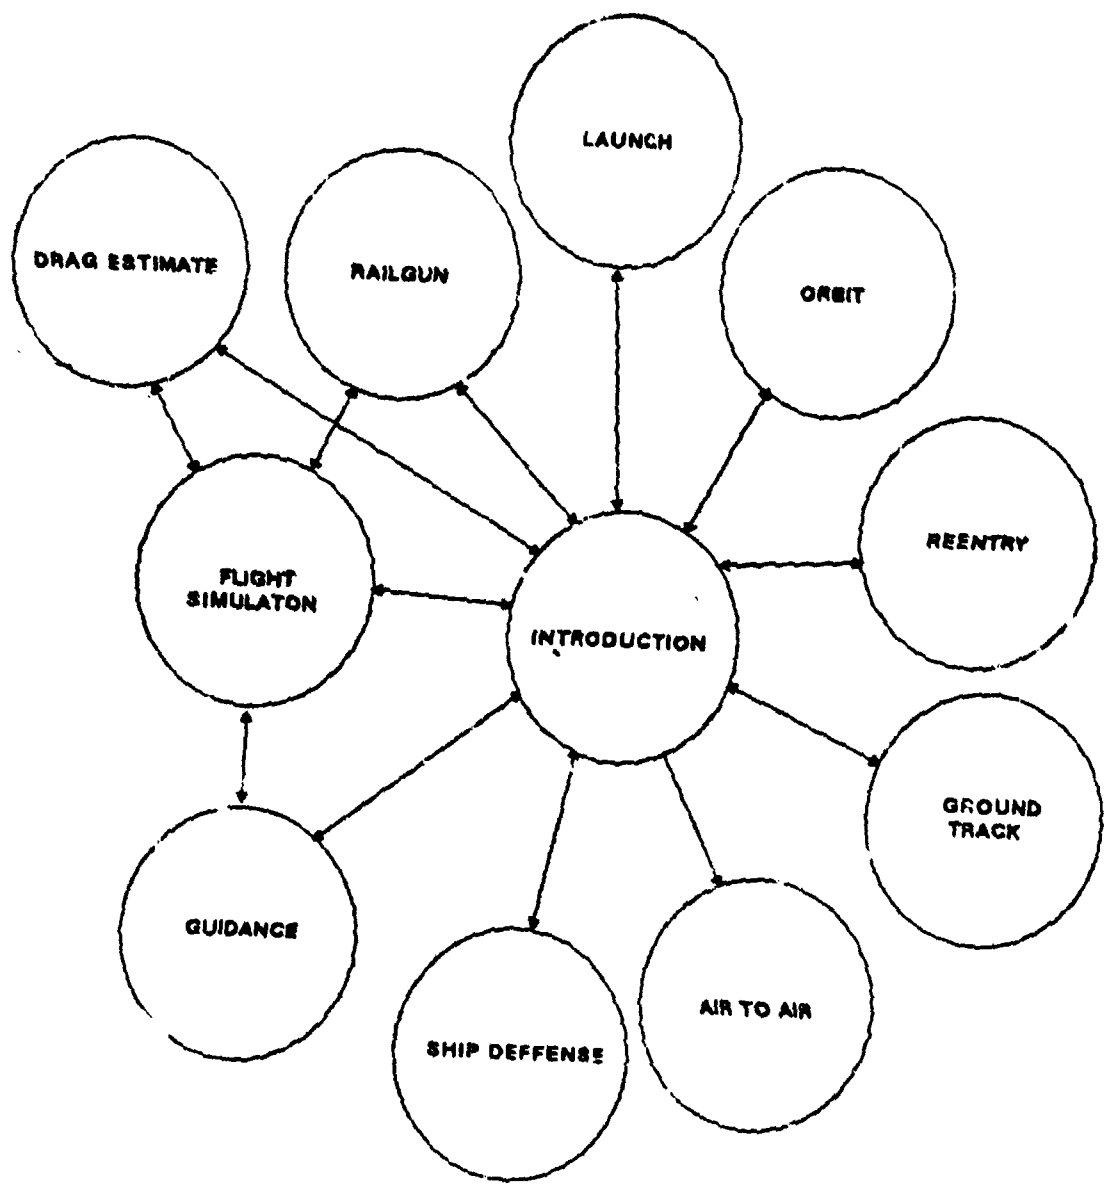 LAUNCH
DRAG ESTIMATE
RAILGUN
ORBIT
REENTRY
FLIGHT
SIMULATON
INTRODUCTION
GROUND
TRACK
GUIDANCE
AIR TO AIR
SHIP DEFFENSE